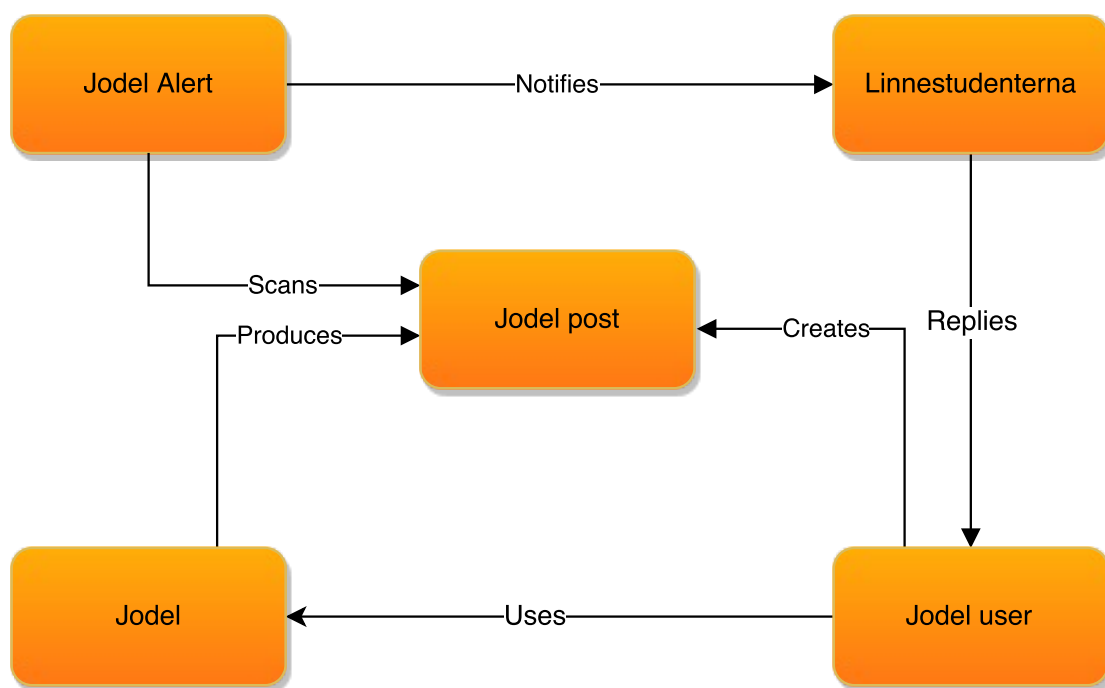 Jodel Alert
Notifies
Linnestudenterna
Scans
Produces
Jodel post
Creates
Replies
Jodel
Uses
Jodel user